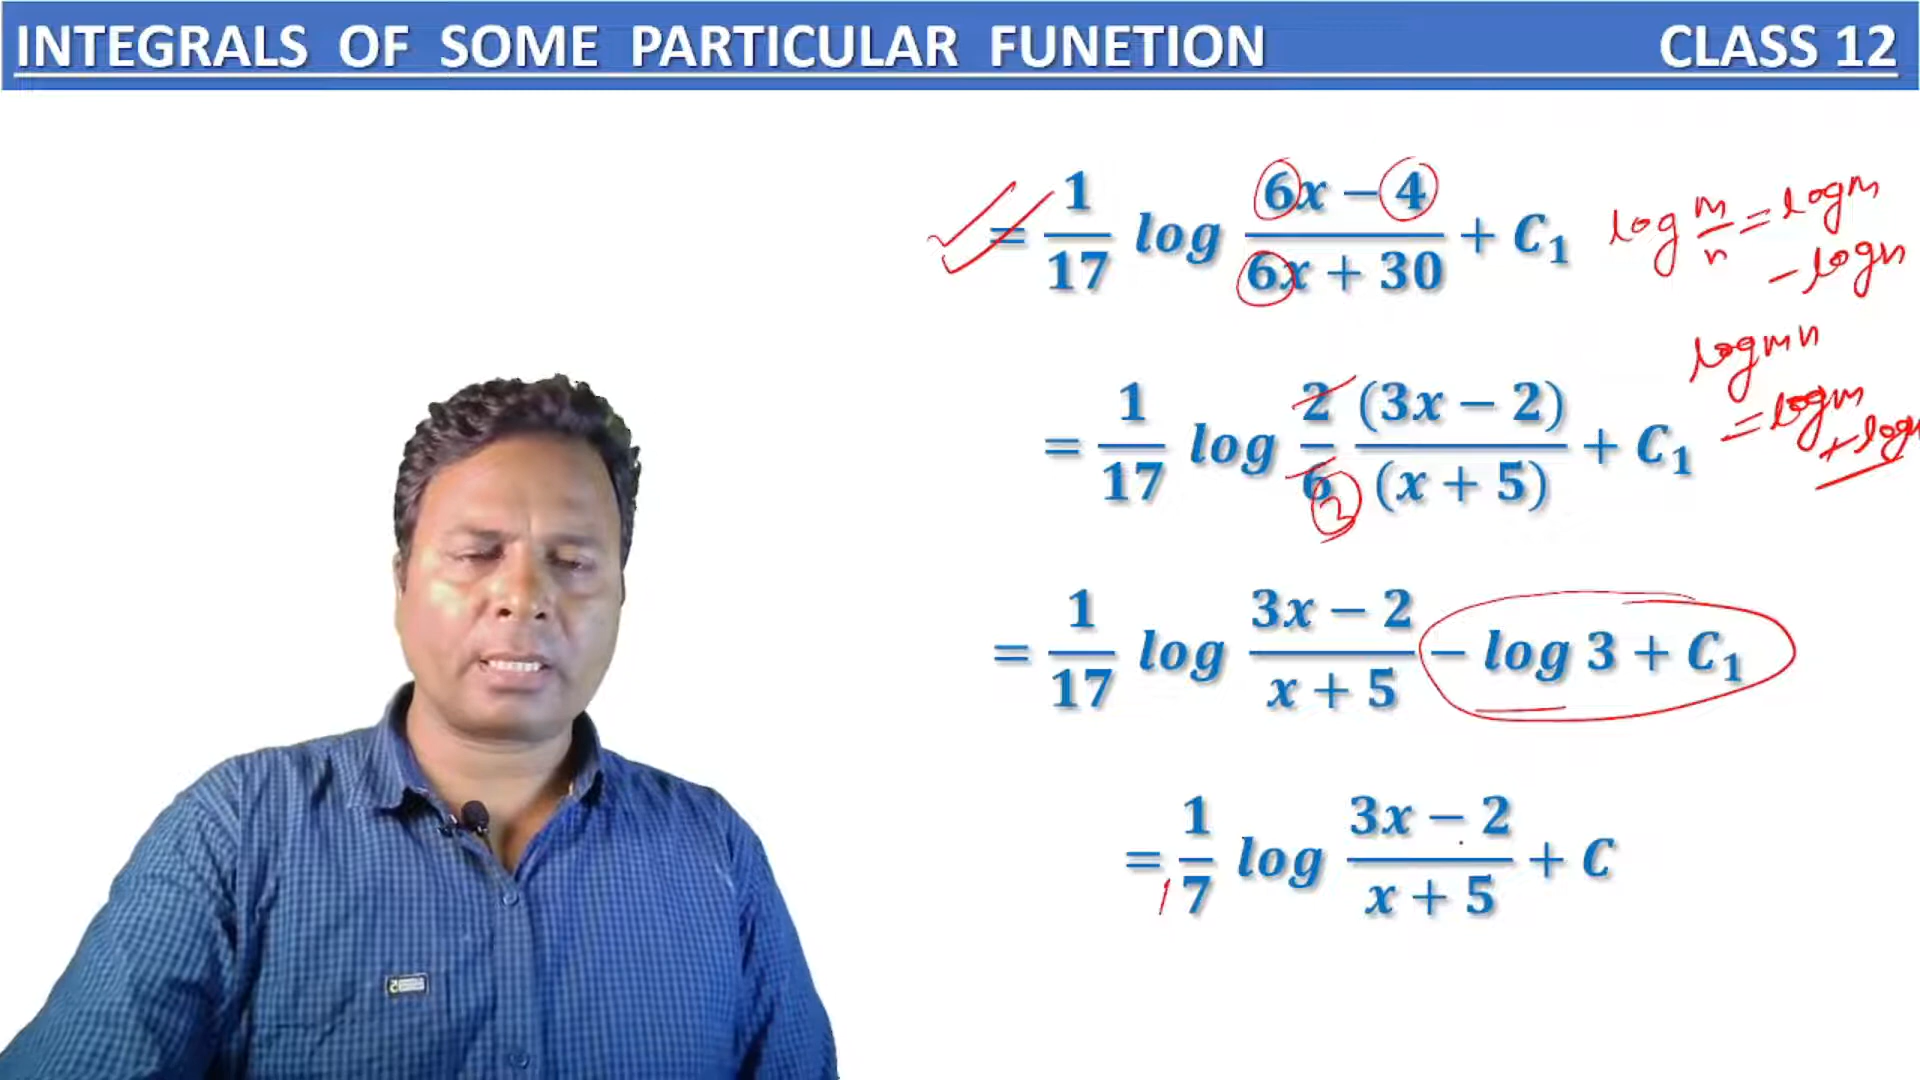 INTEGRALS OF SOME PARTICULAR FUNETION CLASS 12
= 1/17 log (6x − 4)/(6x + 30) + C₁
log m/n = log m
− log n
= 1/17 log 2/6 (3x − 2)/(x + 5) + C₁
3
log mn
= log m
+ log n
= 1/17 log (3x − 2)/(x + 5) − log 3 + C₁
= 1/7 log (3x − 2)/(x + 5) + C
1